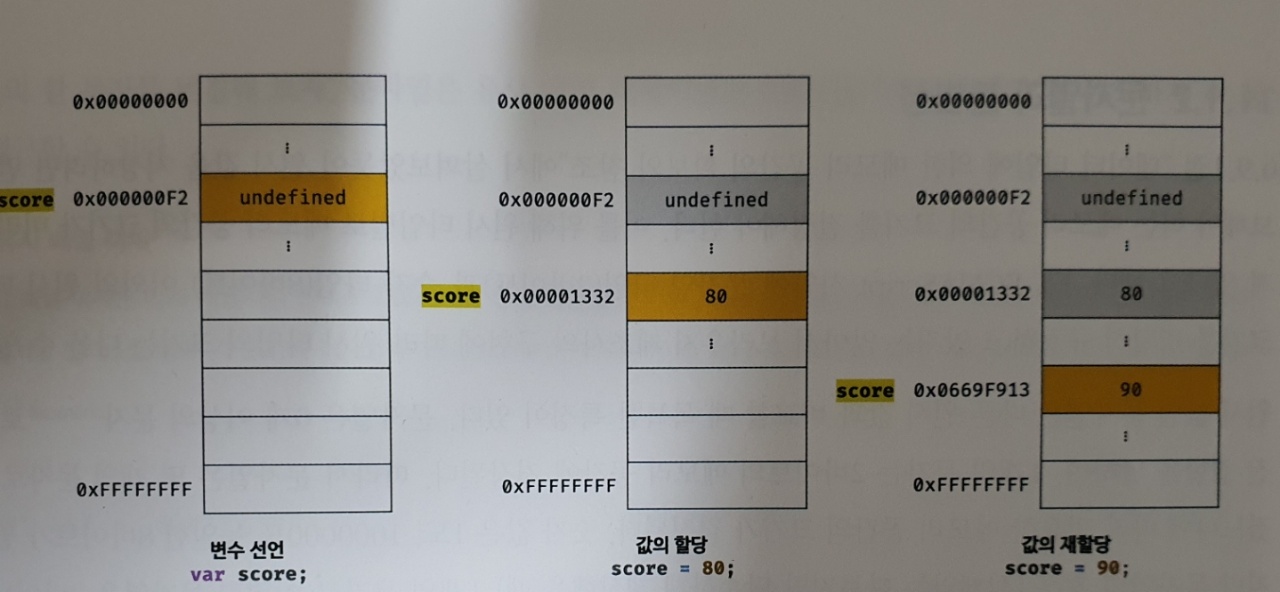 0x00000000
⋮
score 0x000000F2 undefined
⋮
0xFFFFFFFF
변수 선언
var score;
0x00000000
⋮
0x000000F2 undefined
⋮
score 0x00001332 80
⋮
0xFFFFFFFF
값의 할당
score = 80;
0x00000000
⋮
0x000000F2 undefined
⋮
0x00001332 80
⋮
score 0x0669F913 90
⋮
0xFFFFFFFF
값의 재할당
score = 90;